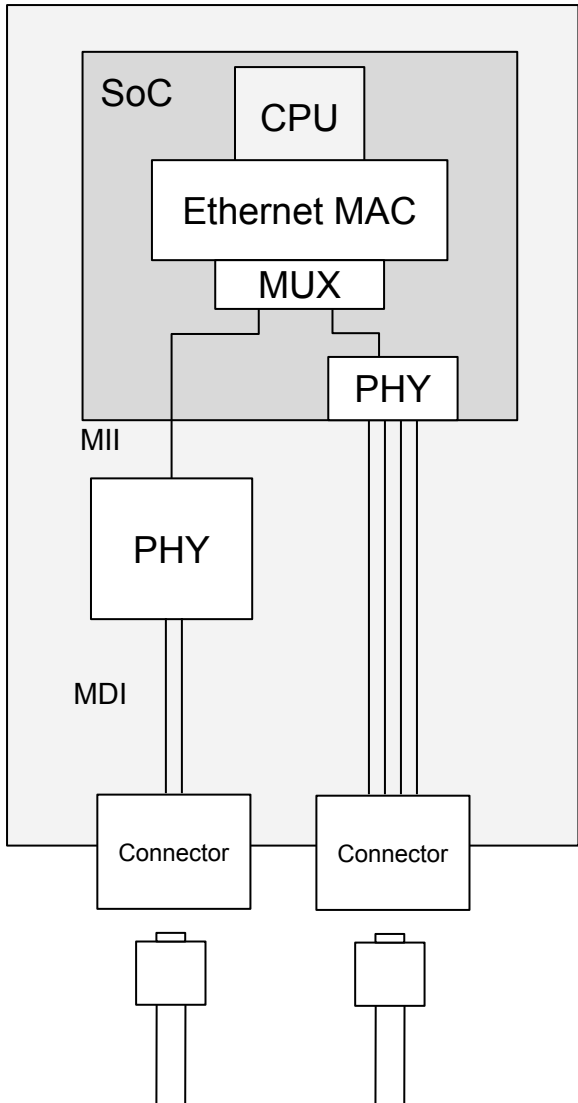 SoC
CPU
Ethernet MAC
MUX
PHY
MII
PHY
MDI
Connector
Connector